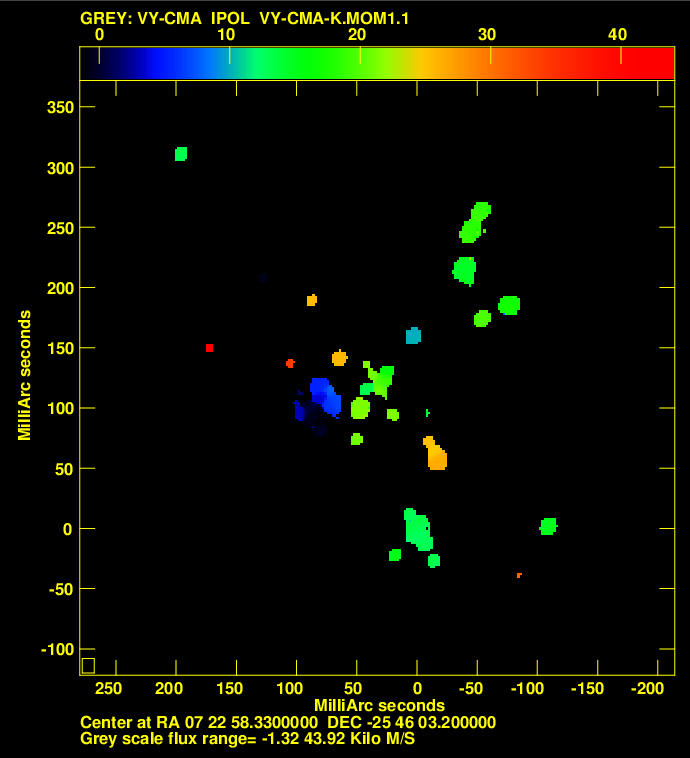 GREY: VY-CMA IPOL VY-CMA-K.MOM1.1
0 10 20 30 40
350
300
250
200
150
100
50
0
-50
-100
MilliArc seconds
250 200 150 100 50 0 -50 -100 -150 -200
MilliArc seconds
Center at RA 07 22 58.3300000 DEC -25 46 03.200000
Grey scale flux range= -1.32 43.92 Kilo M/S